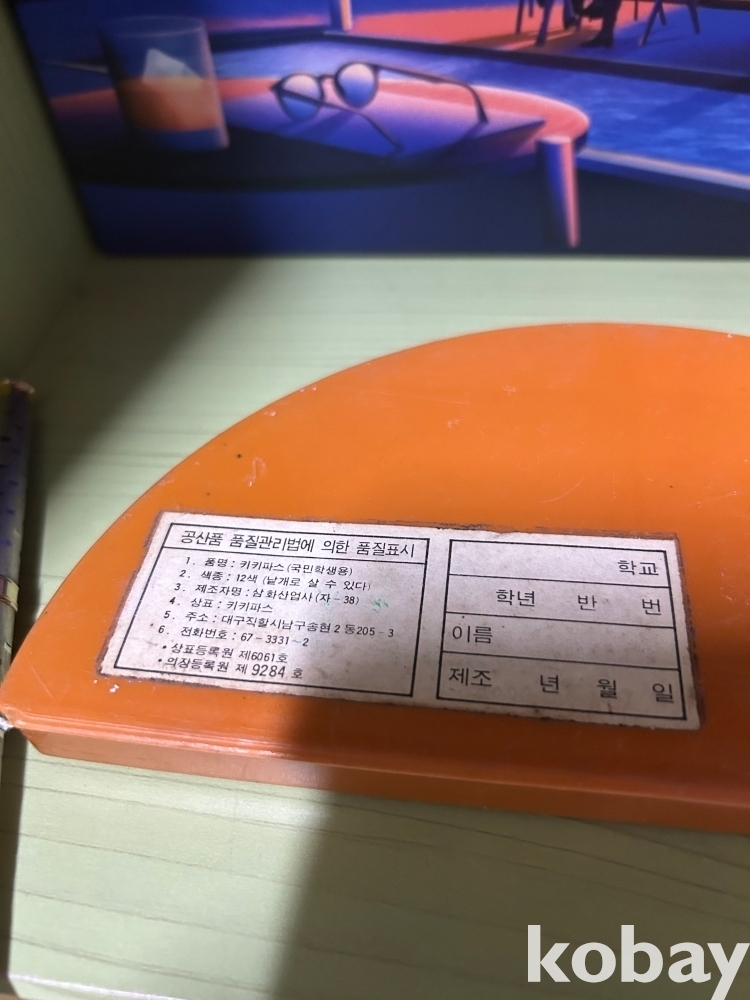 공산품 품질관리법에 의한 품질표시
1. 품명 : 키키파스 (국민학생용)
2. 색종 : 12색 (낱개로 살 수 있다)
3. 제조자명 : 삼화산업사 (자-38)
4. 상표 : 키키파스
5. 주소 : 대구직할시남구송현2동205-3
6. 전화번호 : 67-3331~2
• 상표등록원 제6061호
• 의장등록원 제9284호
학교
학년 반 번
이름
제조 년 월 일
kobay